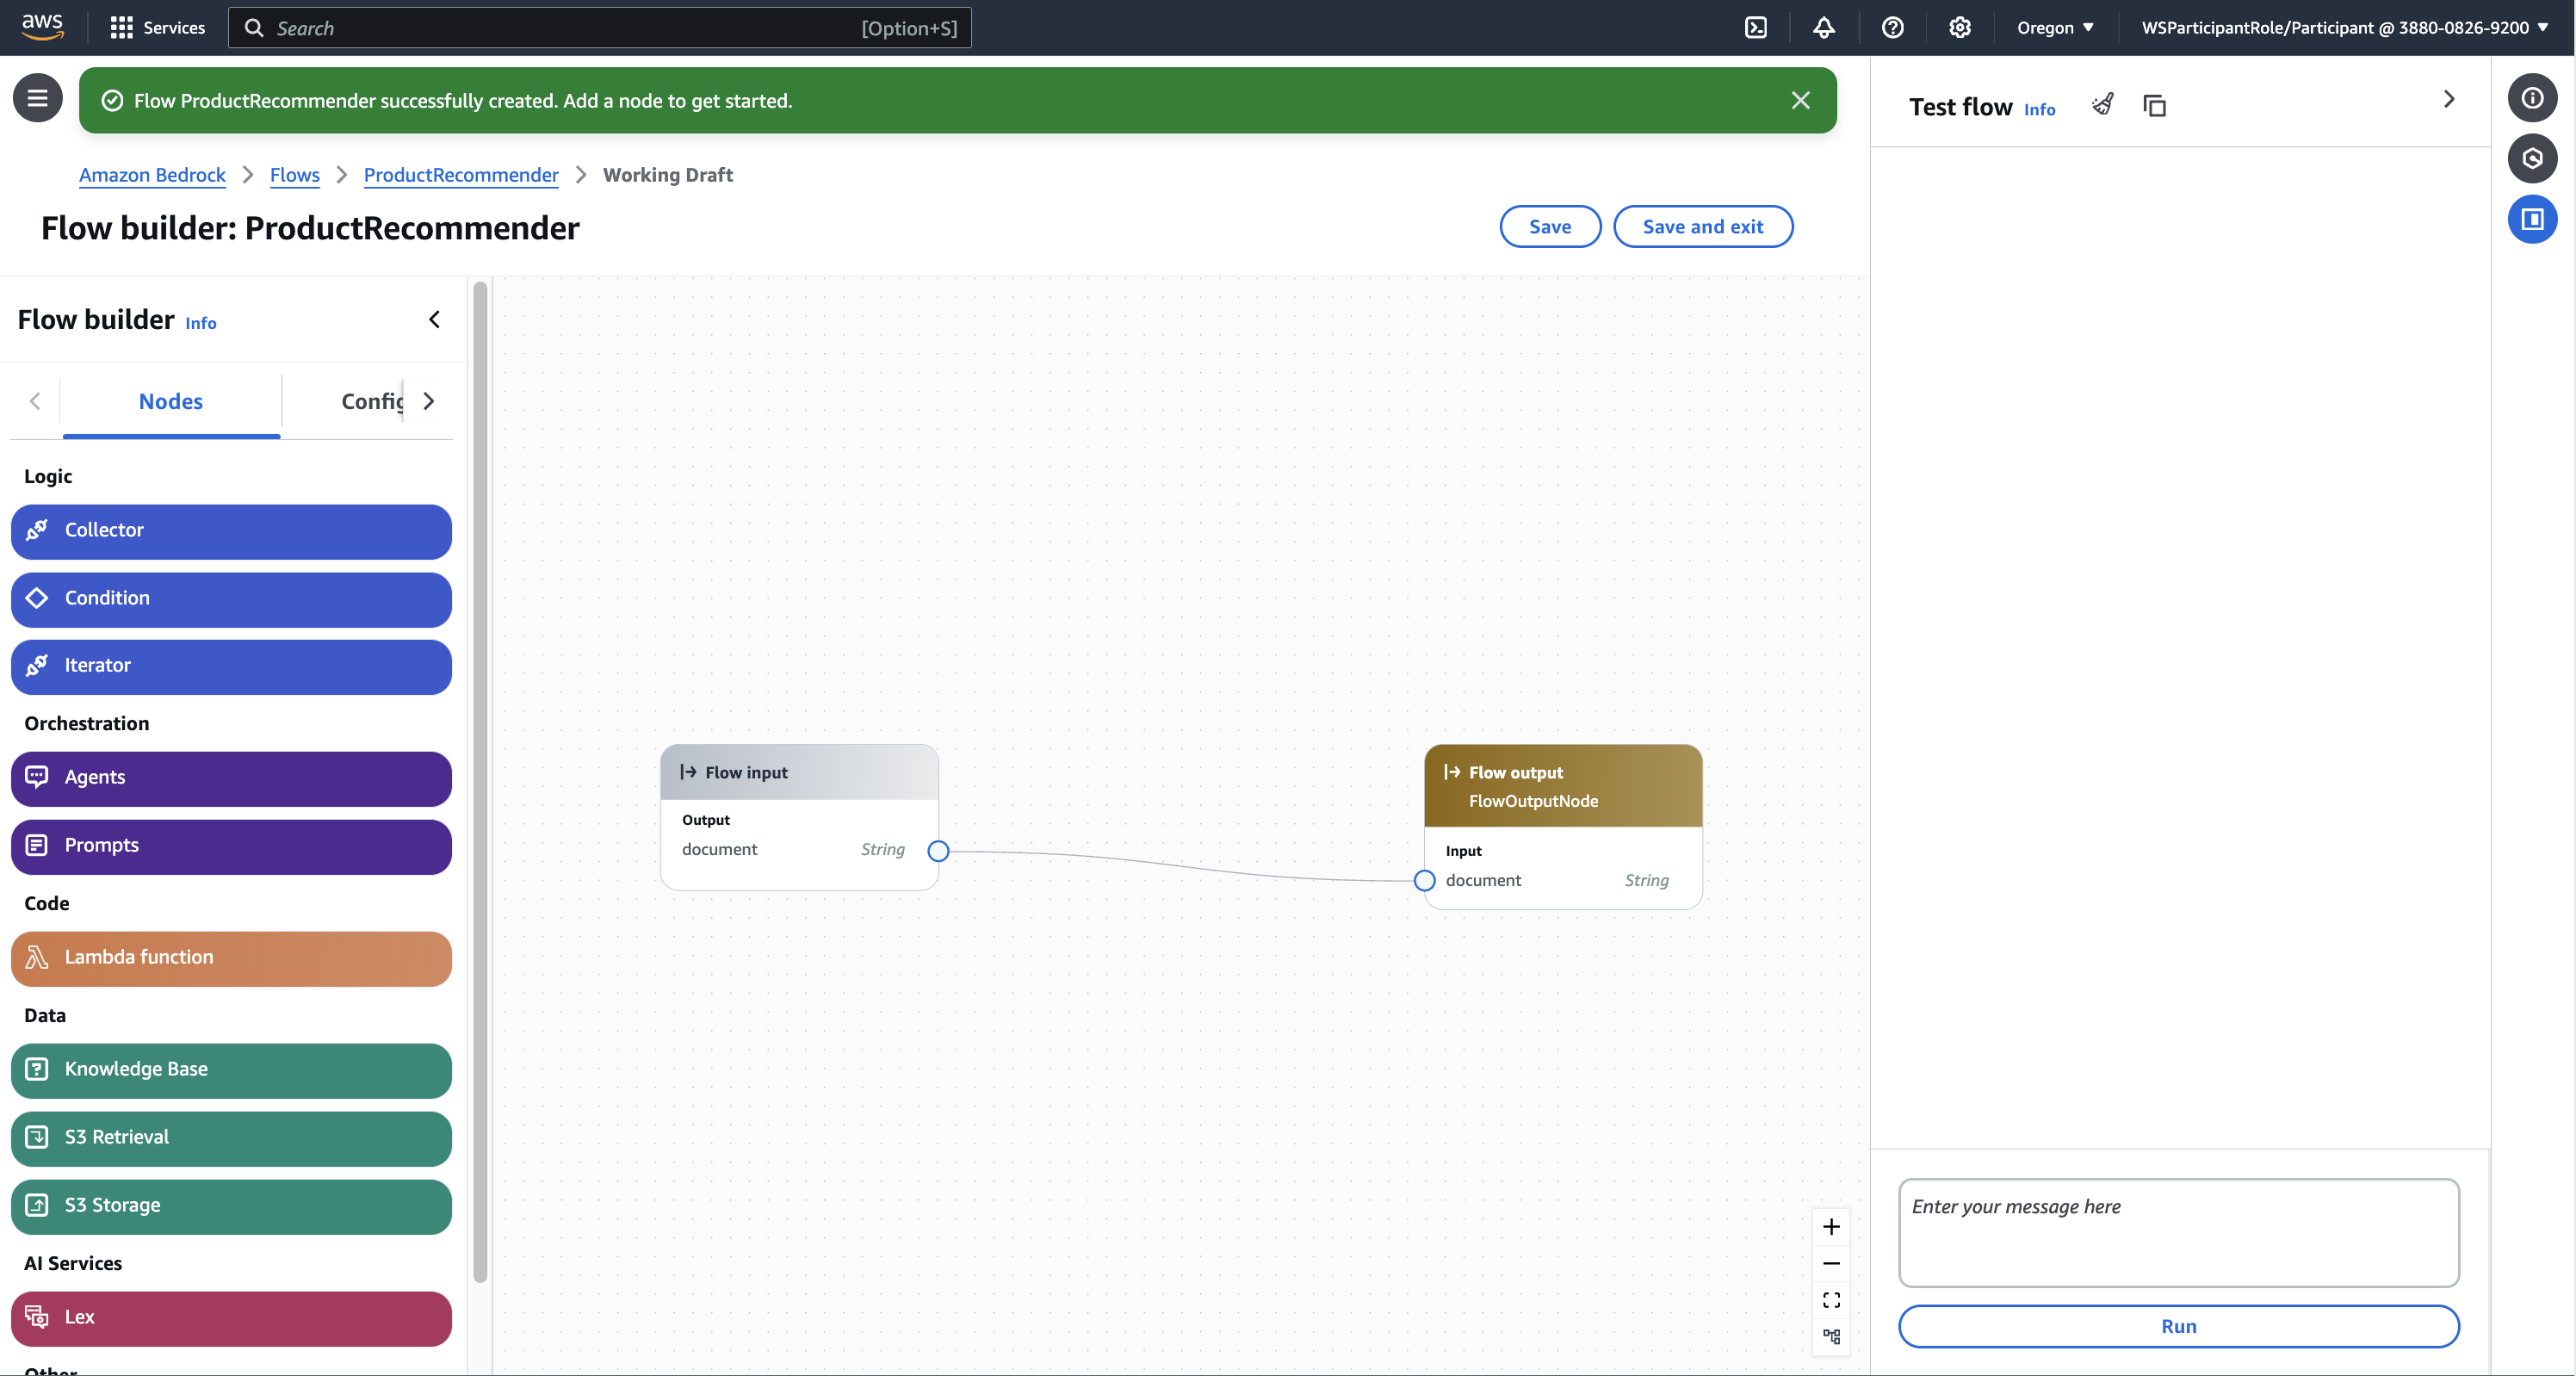 aws
Services
Search
[Option+S]
Oregon
WSParticipantRole/Participant @ 3880-0826-9200
Flow ProductRecommender successfully created. Add a node to get started.
Amazon Bedrock
Flows
ProductRecommender
Working Draft
Flow builder: ProductRecommender
Save
Save and exit
Flow builder Info
Nodes
Config
Logic
Collector
Condition
Iterator
Orchestration
Agents
Prompts
Code
Lambda function
Data
Knowledge Base
S3 Retrieval
S3 Storage
AI Services
Lex
Other
Flow input
Output
document
String
Flow output
FlowOutputNode
Input
document
String
Test flow Info
Enter your message here
Run